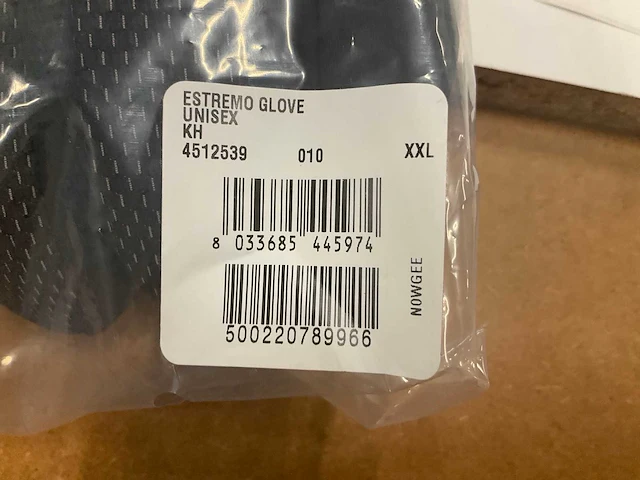 ESTREMO GLOVE
UNISEX
KH
4512539 010 XXL
8 033685 445974
500220789966
NOWGEE